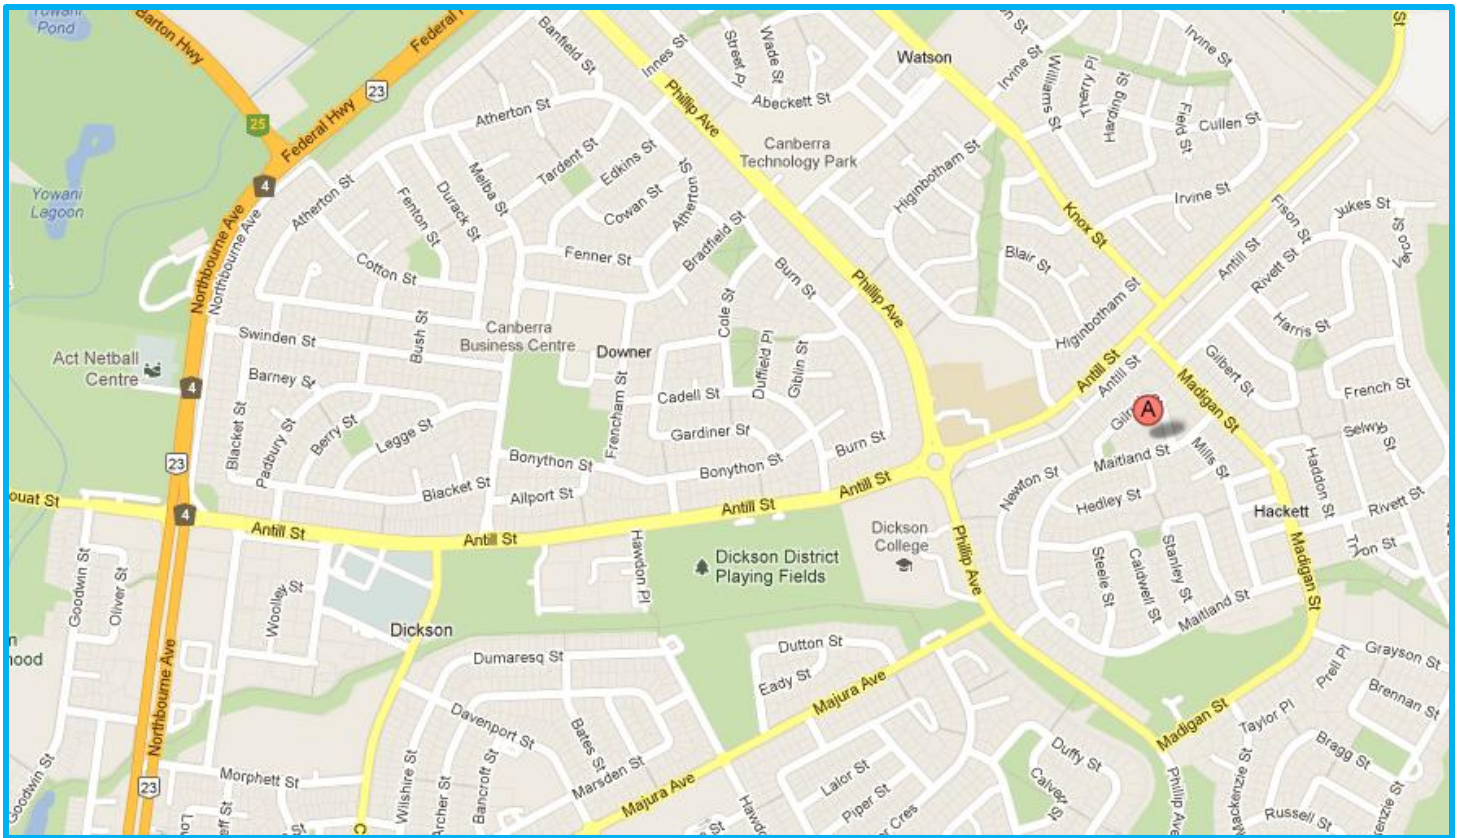 Yowani
Pond
Barton Hwy
Federal
23
25
Federal Hwy
4
Yowani
Lagoon
Northbourne Ave
Northbourne Ave
Banfield St
Innes St
Street Pl
Wade St
Abeckett St
Phillip Ave
Watson
Irvine St
Irvine St
Williams St
Therry Pl
Harding St
Field St
Cullen St
St
Atherton St
Tardent St
Edkins St
Cowan St
Atherton St
Melba St
Durack St
Fenton St
Atherton St
Cotton St
Fenner St
Bradfield St
Burn St
Canberra
Technology Park
Higinbotham St
Knox St
Irvine St
Fison St
Antill St
Rivett St
Blair St
Higinbotham St
Harris St
Phillip Ave
Swinden St
Bush St
Canberra
Business Centre
Downer
Cole St
Duffield Pl
Giblin St
Act Netball
Centre
4
Barney St
Blacket St
Padbury St
Berry St
Legge St
Frencham St
Cadell St
Gardiner St
Bonython St
Bonython St
Burn St
Blacket St
Allport St
Antill St
Antill St
A
Madigan St
Gilbert St
French St
Maitland St
Mills St
Newton St
Hedley St
Haddon St
Rivett St
Hackett
23
4
ouat St
Antill St
Antill St
Antill St
Antill St
Dickson
College
Dickson District
Playing Fields
Hawdon Pl
Phillip Ave
Steele St
Caldwell St
Stanley St
Maitland St
Madigan St
Goodwin St
Oliver St
Woolley St
Dickson
Dumaresq St
Dutton St
Eady St
Majura Ave
Grayson St
Prell Pl
Brennan St
Northbourne Ave
Davenport St
Bates St
Marsden St
Madigan St
Taylor Pl
Bragg St
Goodwin St
23
Morphett St
Wilshire St
Archer St
Bancroft St
Majura Ave
Lalor St
Piper St
Duffy St
Phillip Ave
Mackenzie St
Russell St